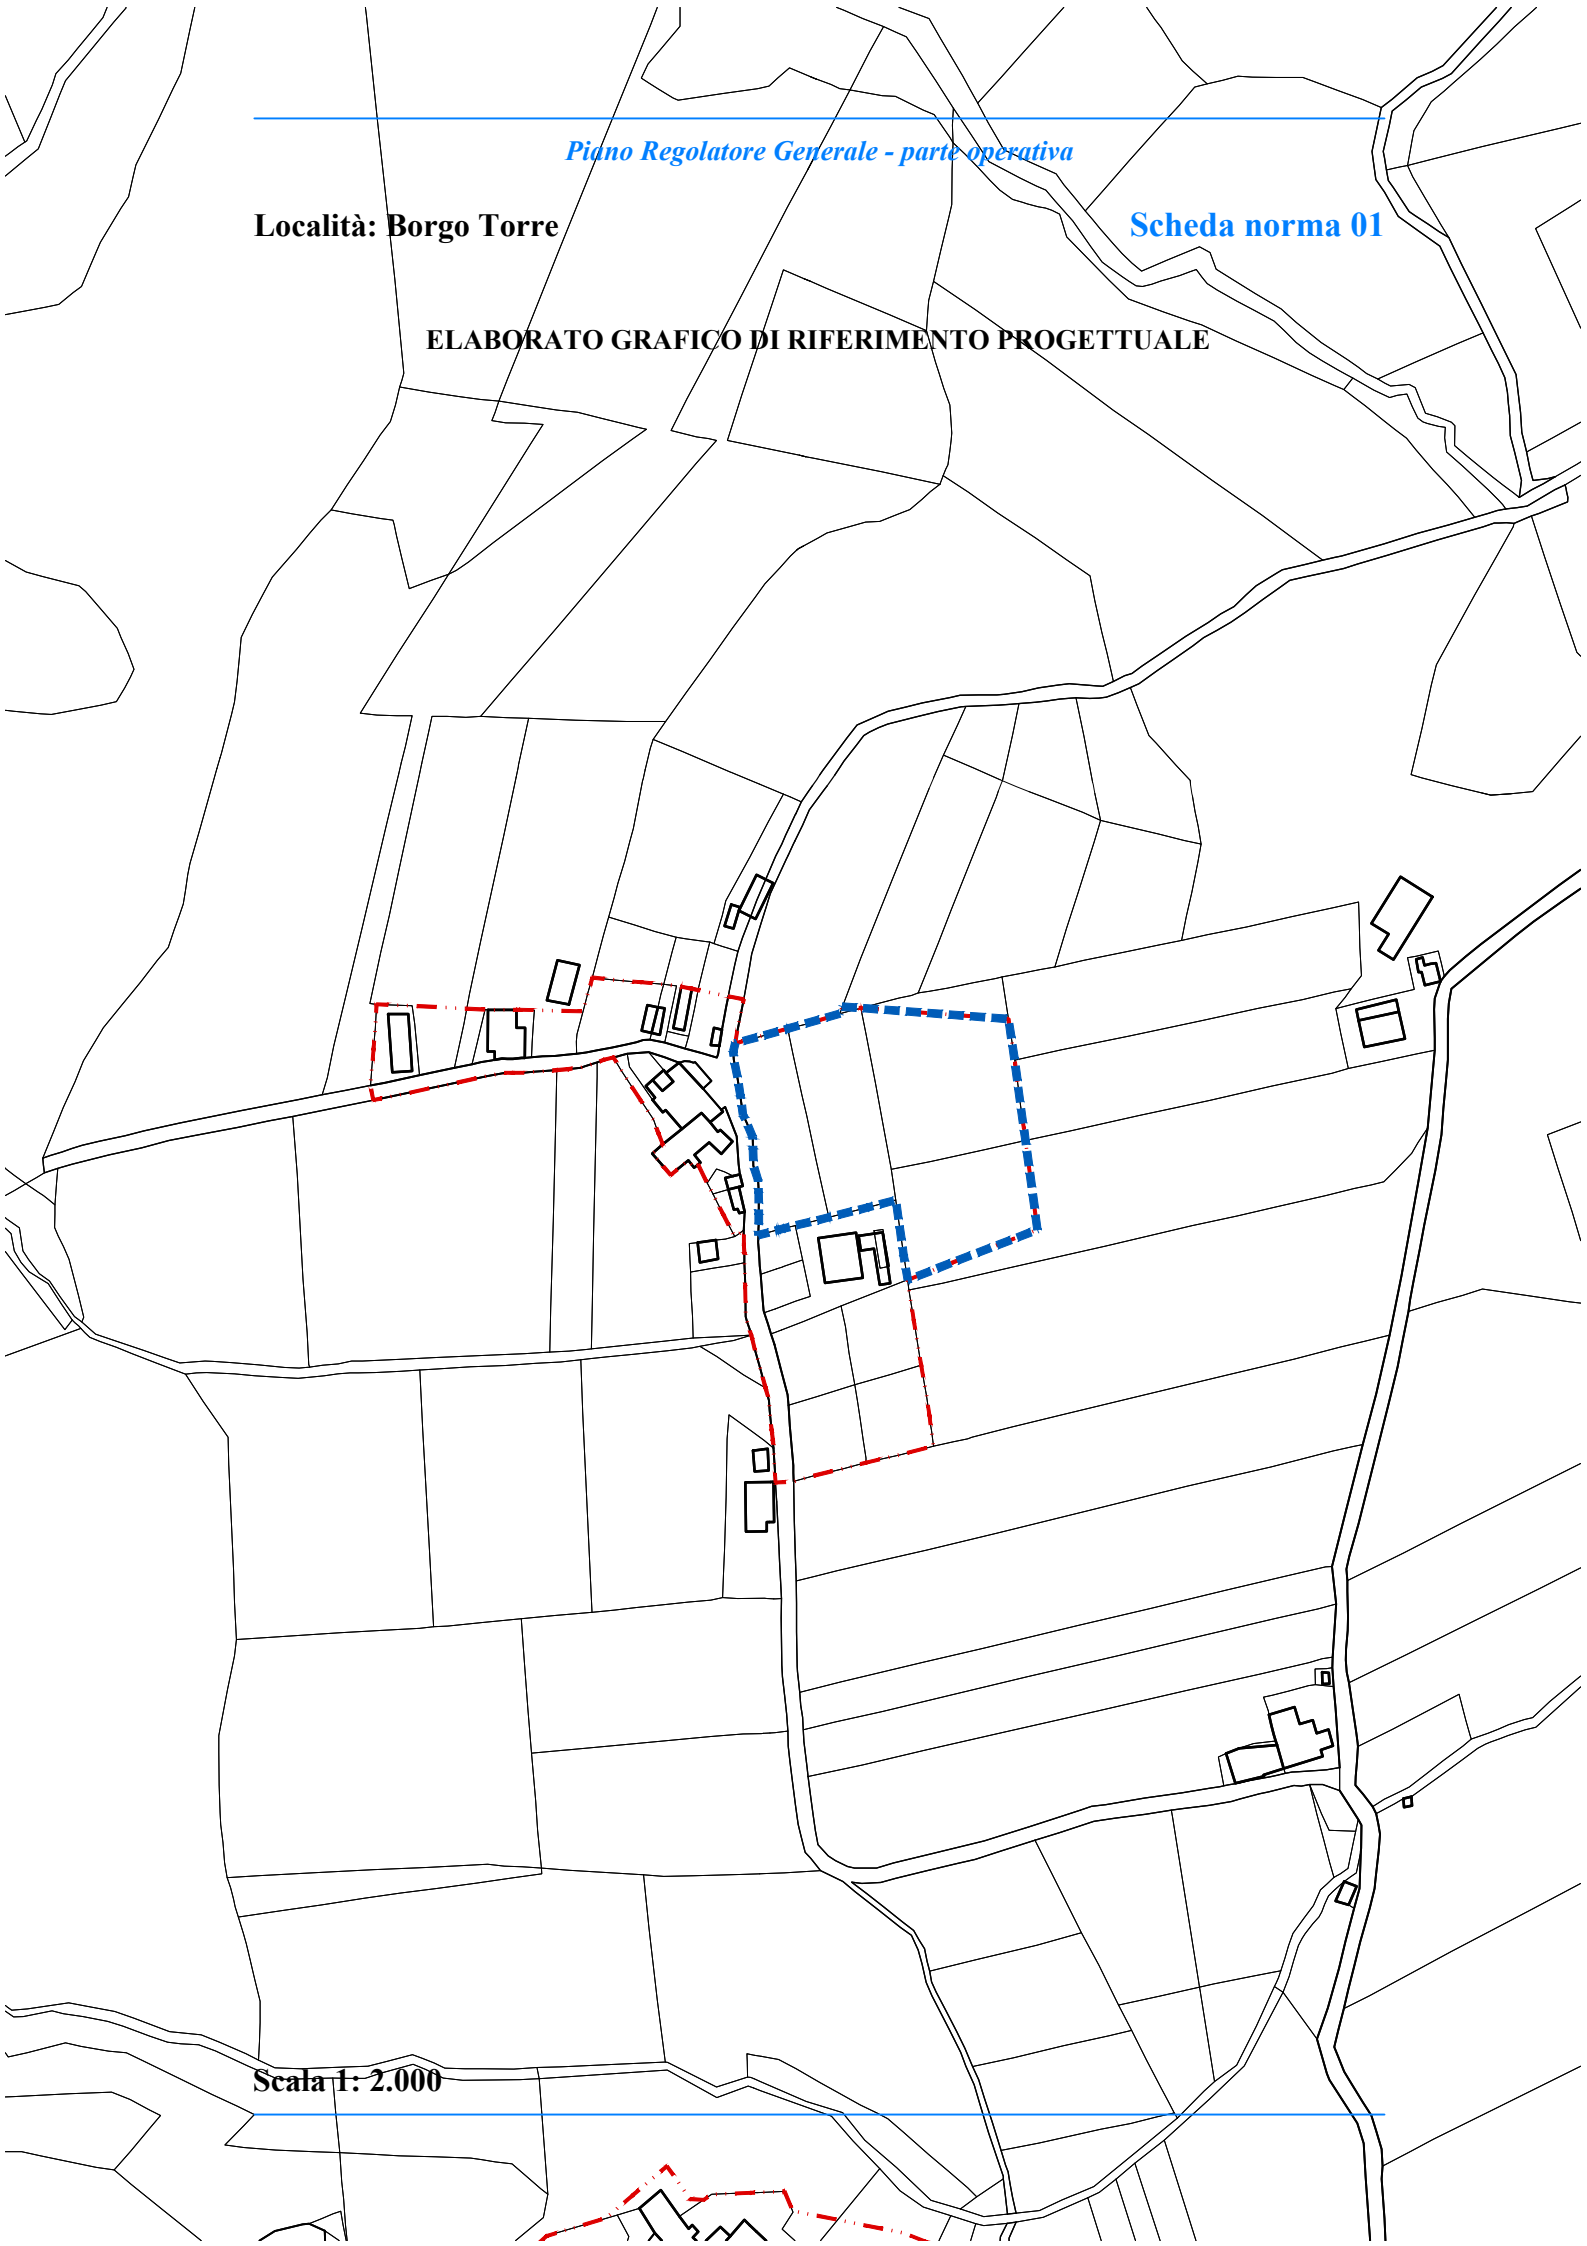 Piano Regolatore Generale - parte operativa
Località: Borgo Torre
Scheda norma 01
ELABORATO GRAFICO DI RIFERIMENTO PROGETTUALE
Scala 1: 2.000